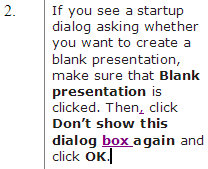 2. If you see a startup
dialog asking whether
you want to create a
blank presentation,
make sure that Blank
presentation is
clicked. Then, click
Don't show this
dialog box again and
click OK.